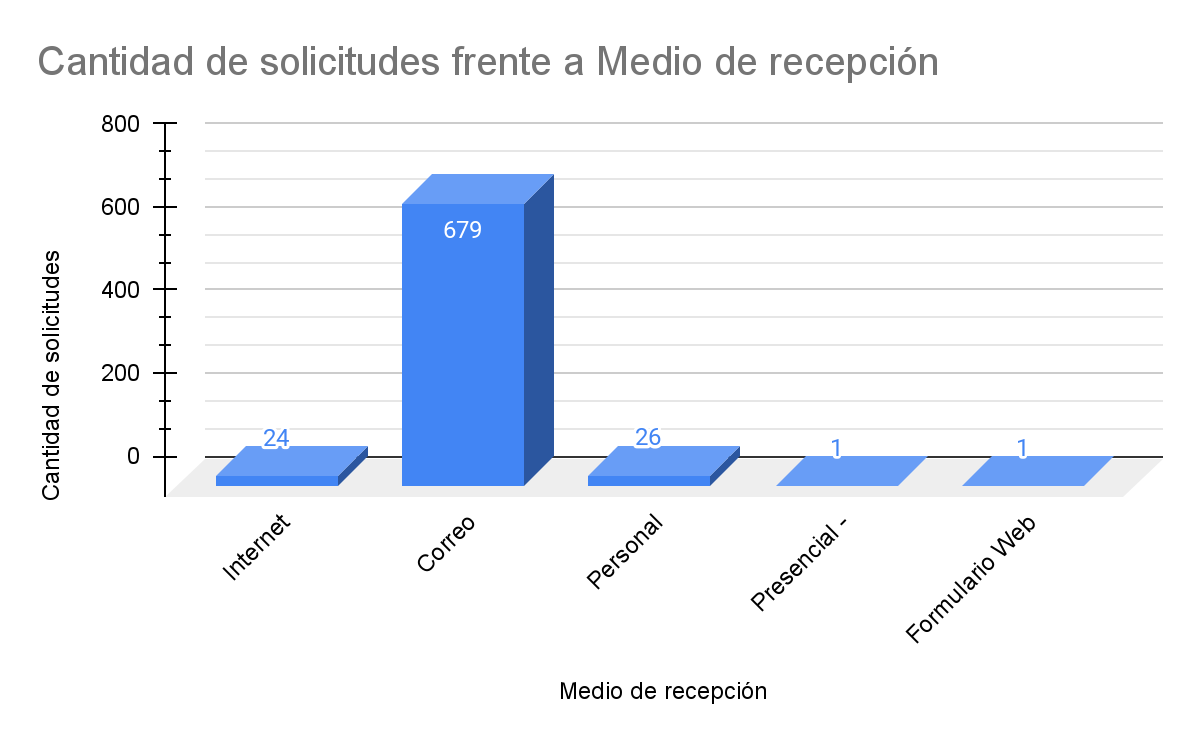 Cantidad de solicitudes frente a Medio de recepción
Cantidad de solicitudes
800
600
400
200
0
24
679
26
1
1
Internet
Correo
Personal
Presencial -
Formulario Web
Medio de recepción